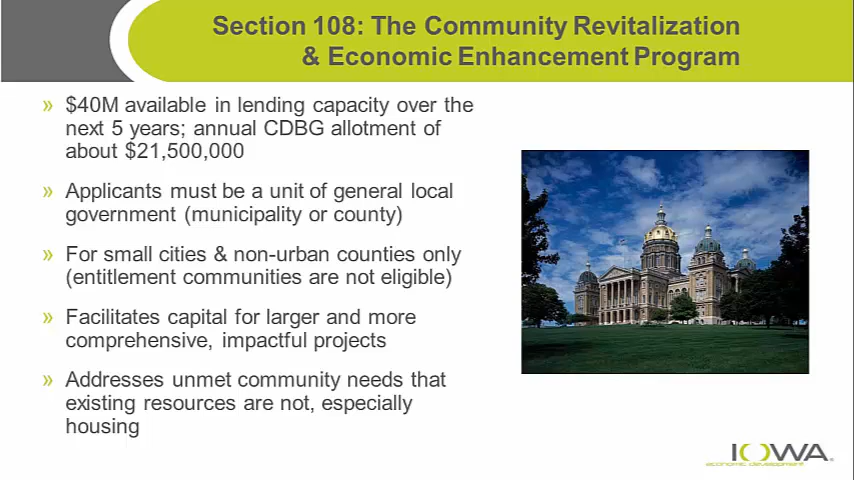 Section 108: The Community Revitalization
& Economic Enhancement Program
» $40M available in lending capacity over the
next 5 years; annual CDBG allotment of
about $21,500,000
» Applicants must be a unit of general local
government (municipality or county)
» For small cities & non-urban counties only
(entitlement communities are not eligible)
» Facilitates capital for larger and more
comprehensive, impactful projects
» Addresses unmet community needs that
existing resources are not, especially
housing
IOWA
economic development